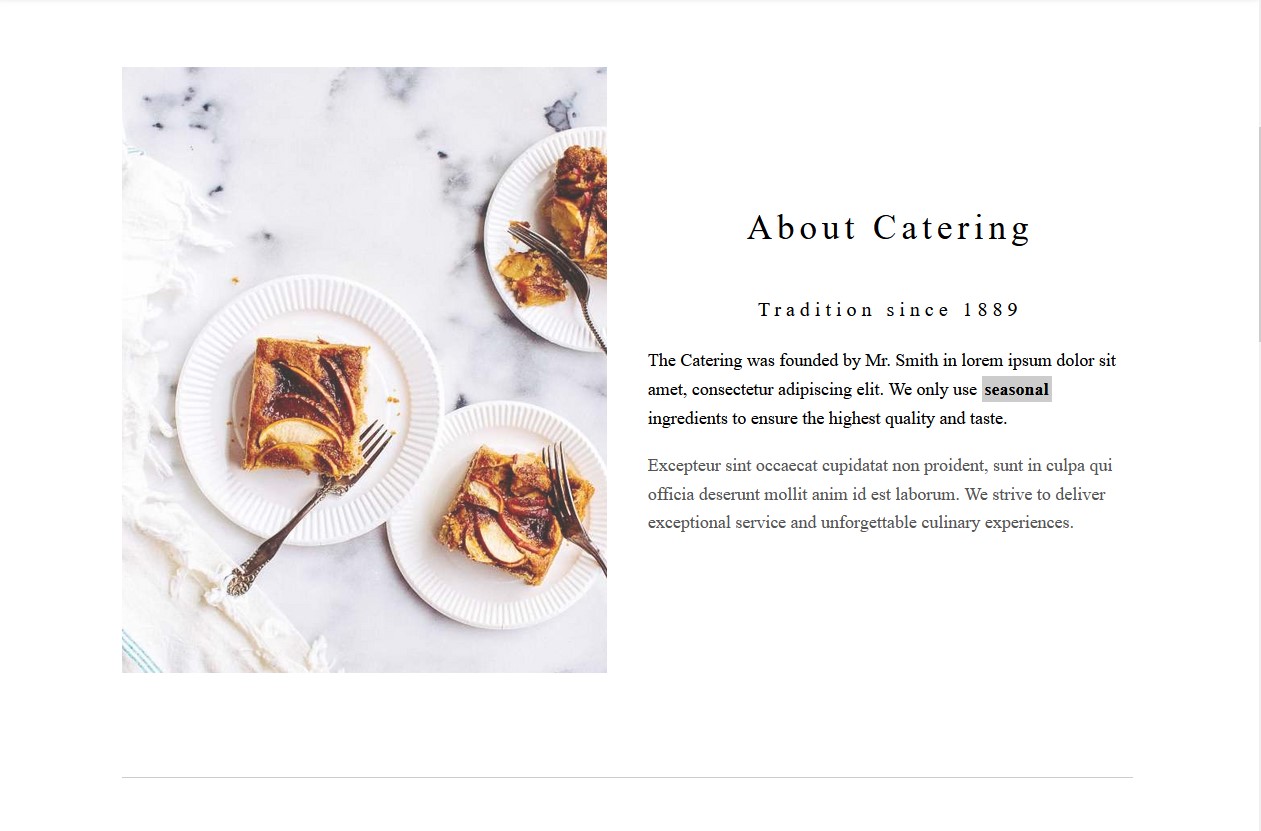 About Catering
Tradition since 1889
The Catering was founded by Mr. Smith in lorem ipsum dolor sit
amet, consectetur adipiscing elit. We only use seasonal
ingredients to ensure the highest quality and taste.
Excepteur sint occaecat cupidatat non proident, sunt in culpa qui
officia deserunt mollit anim id est laborum. We strive to deliver
exceptional service and unforgettable culinary experiences.